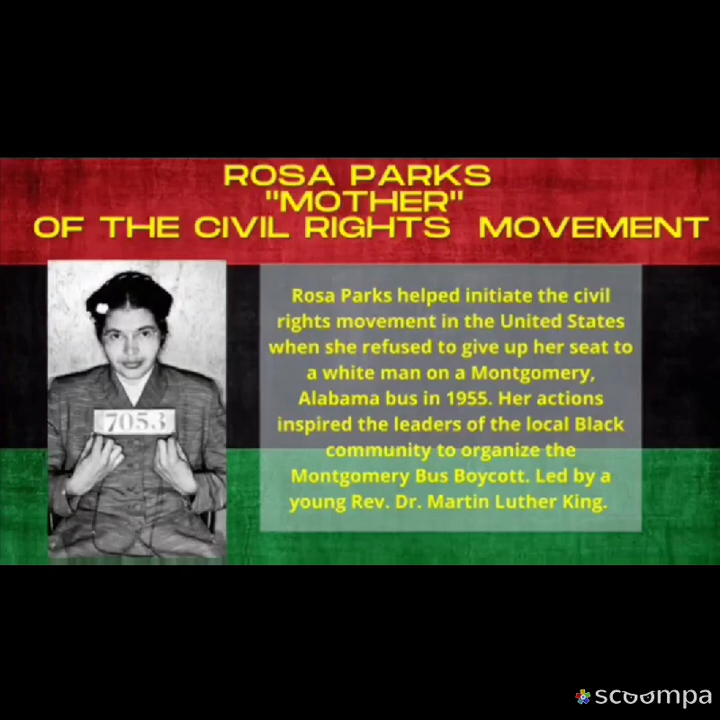 ROSA PARKS
"MOTHER"
OF THE CIVIL RIGHTS MOVEMENT
Rosa Parks helped initiate the civil
rights movement in the United States
when she refused to give up her seat to
a white man on a Montgomery,
Alabama bus in 1955. Her actions
inspired the leaders of the local Black
community to organize the
Montgomery Bus Boycott. Led by a
young Rev. Dr. Martin Luther King.
7053
scoompa